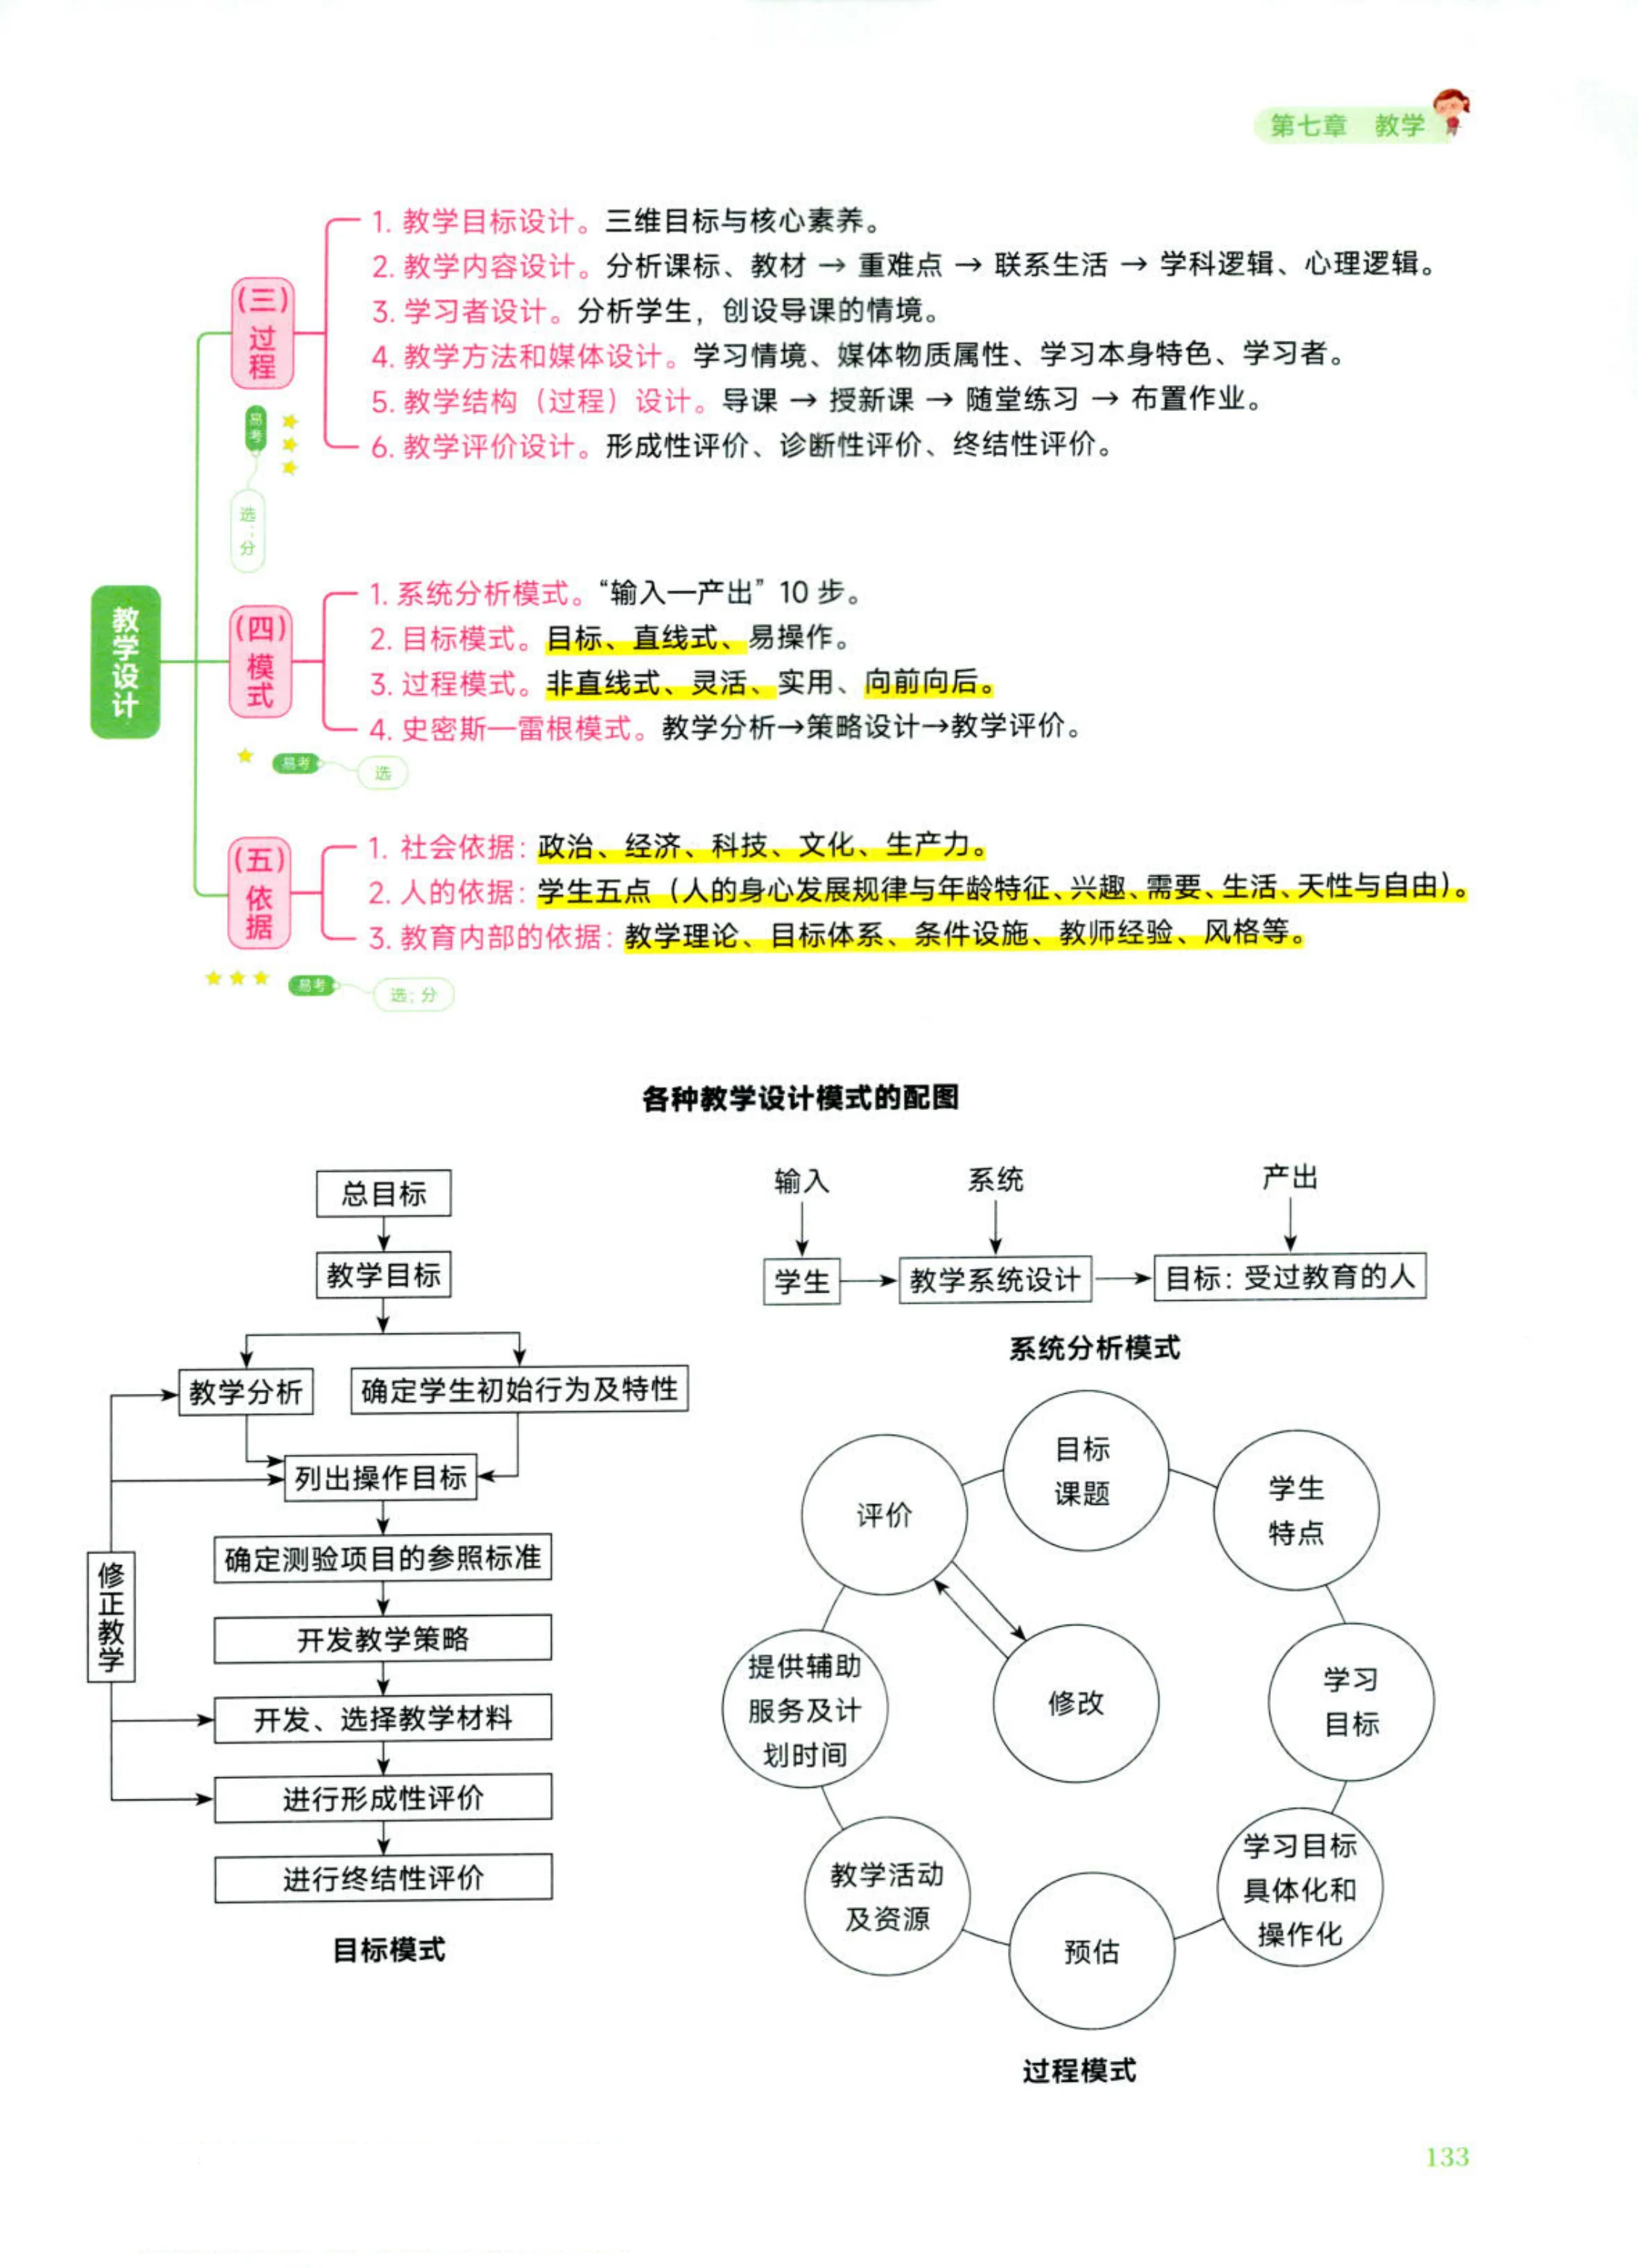 第七章 教学
教学设计
(三)过程
易考
选;分
1. 教学目标设计。三维目标与核心素养。
2. 教学内容设计。分析课标、教材 → 重难点 → 联系生活 → 学科逻辑、心理逻辑。
3. 学习者设计。分析学生，创设导课的情境。
4. 教学方法和媒体设计。学习情境、媒体物质属性、学习本身特色、学习者。
5. 教学结构（过程）设计。导课 → 授新课 → 随堂练习 → 布置作业。
6. 教学评价设计。形成性评价、诊断性评价、终结性评价。
(四)模式
1. 系统分析模式。“输入—产出”10 步。
2. 目标模式。目标、直线式、易操作。
3. 过程模式。非直线式、灵活、实用、向前向后。
4. 史密斯—雷根模式。教学分析→策略设计→教学评价。
易考
选
(五)依据
1. 社会依据：政治、经济、科技、文化、生产力。
2. 人的依据：学生五点（人的身心发展规律与年龄特征、兴趣、需要、生活、天性与自由）。
3. 教育内部的依据：教学理论、目标体系、条件设施、教师经验、风格等。
易考
选;分
各种教学设计模式的配图
总目标
教学目标
教学分析
确定学生初始行为及特性
列出操作目标
确定测验项目的参照标准
开发教学策略
开发、选择教学材料
进行形成性评价
进行终结性评价
修正教学
目标模式
输入
系统
产出
学生
教学系统设计
目标：受过教育的人
系统分析模式
目标
课题
学生
特点
学习
目标
学习目标
具体化和
操作化
预估
教学活动
及资源
提供辅助
服务及计
划时间
评价
修改
过程模式
133